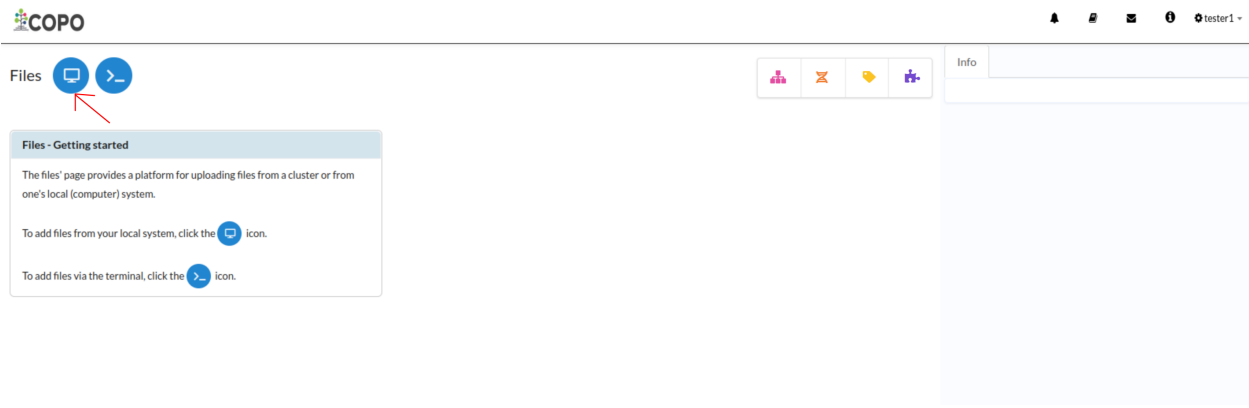 COPO
tester1
Files
Info
Files - Getting started
The files' page provides a platform for uploading files from a cluster or from
one's local (computer) system.
To add files from your local system, click the icon.
To add files via the terminal, click the icon.